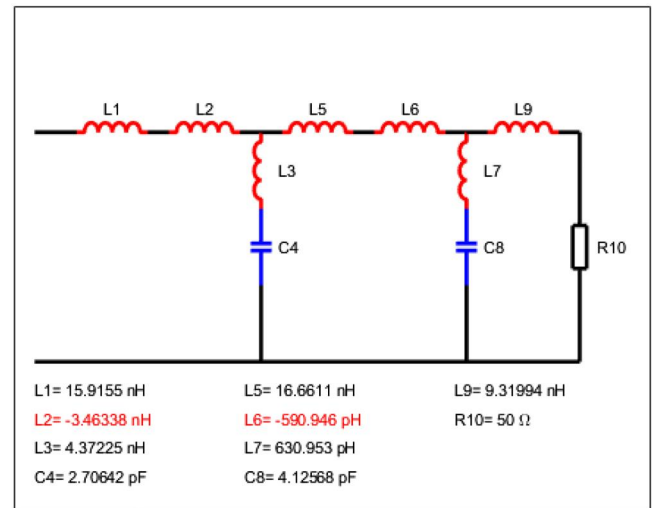 L1 L2 L5 L6 L9
L3 L7
C4 C8 R10
L1= 15.9155 nH L5= 16.6611 nH L9= 9.31994 nH
L2= -3.46338 nH L6= -590.946 pH R10= 50 Ω
L3= 4.37225 nH L7= 630.953 pH
C4= 2.70642 pF C8= 4.12568 pF